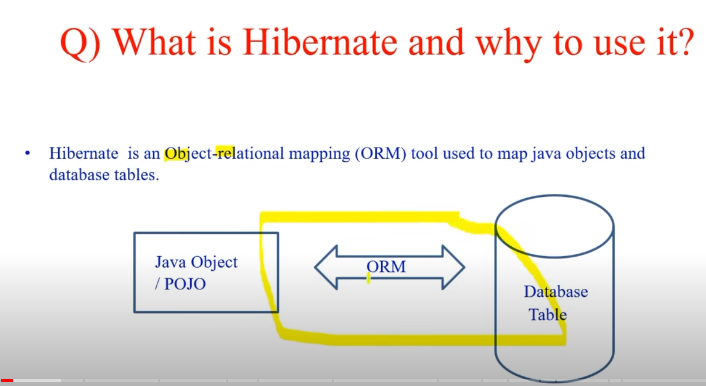 Q) What is Hibernate and why to use it?
• Hibernate is an Object-relational mapping (ORM) tool used to map java objects and
database tables.
Java Object
/ POJO
ORM
Database
Table